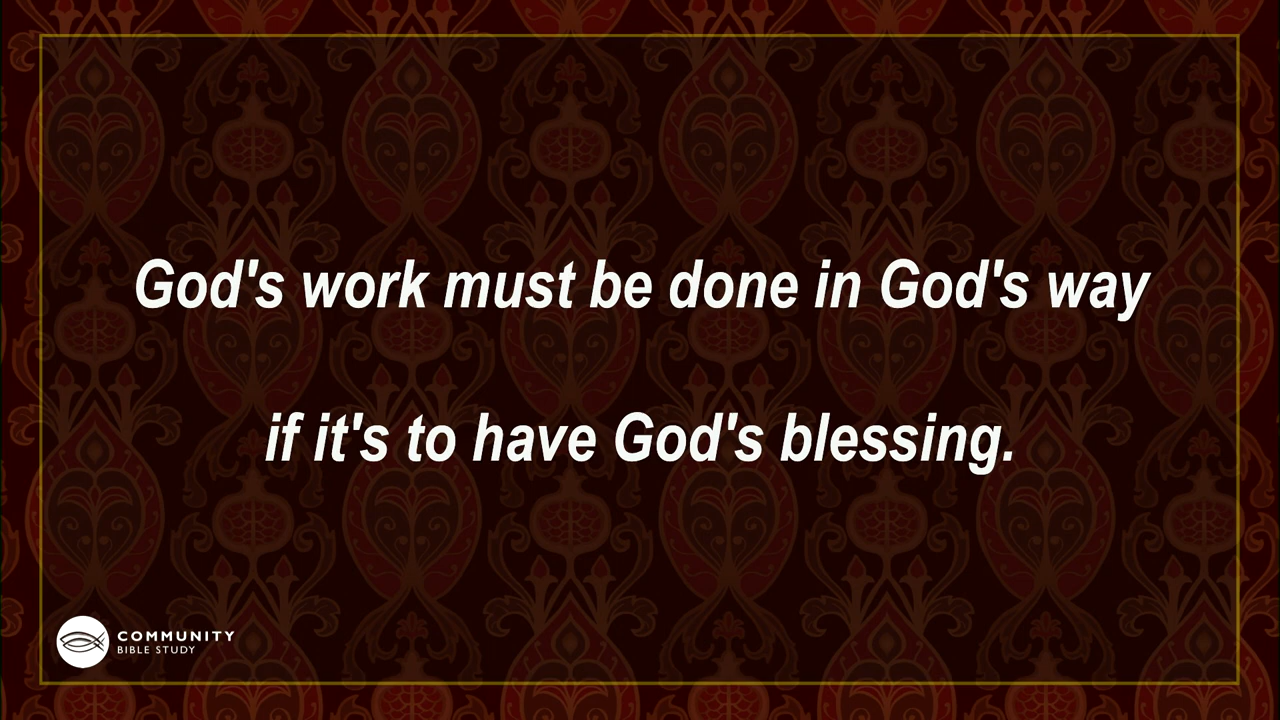 God's work must be done in God's way
if it's to have God's blessing.
COMMUNITY
BIBLE STUDY